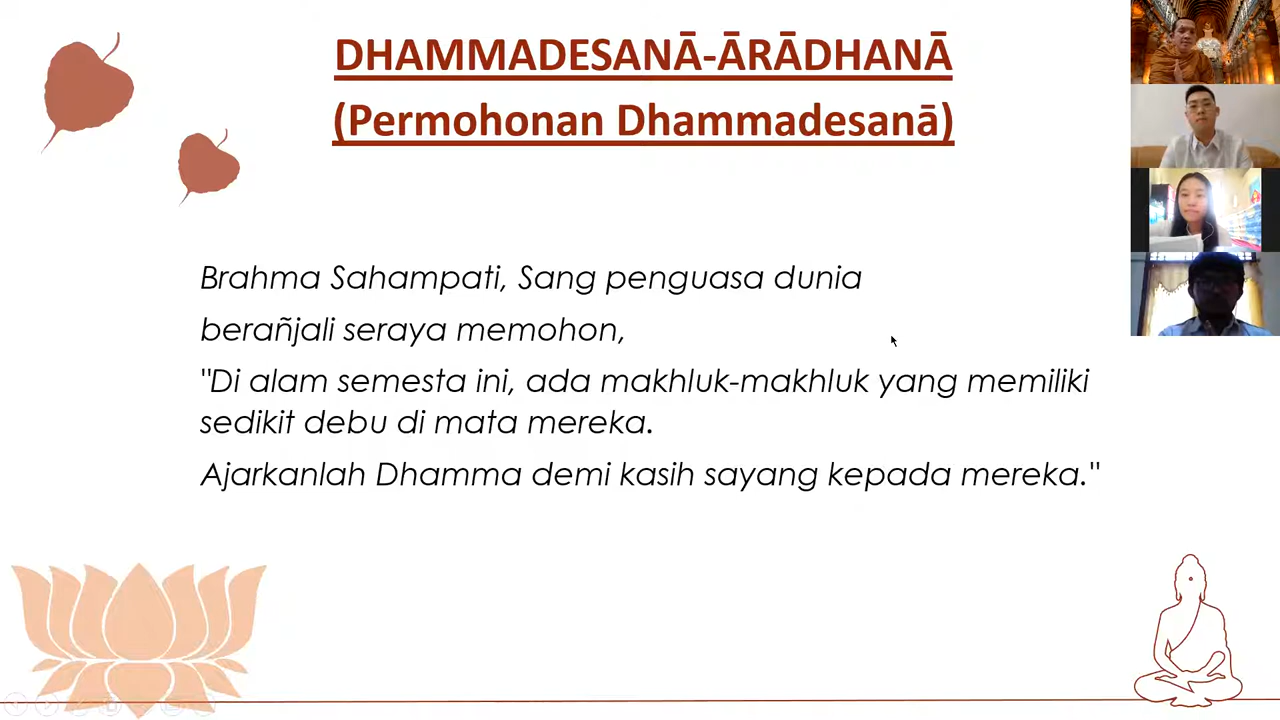 DHAMMADESANĀ-ĀRĀDHANĀ
(Permohonan Dhammadesanā)
Brahma Sahampati, Sang penguasa dunia
berañjali seraya memohon,
"Di alam semesta ini, ada makhluk-makhluk yang memiliki
sedikit debu di mata mereka.
Ajarkanlah Dhamma demi kasih sayang kepada mereka."